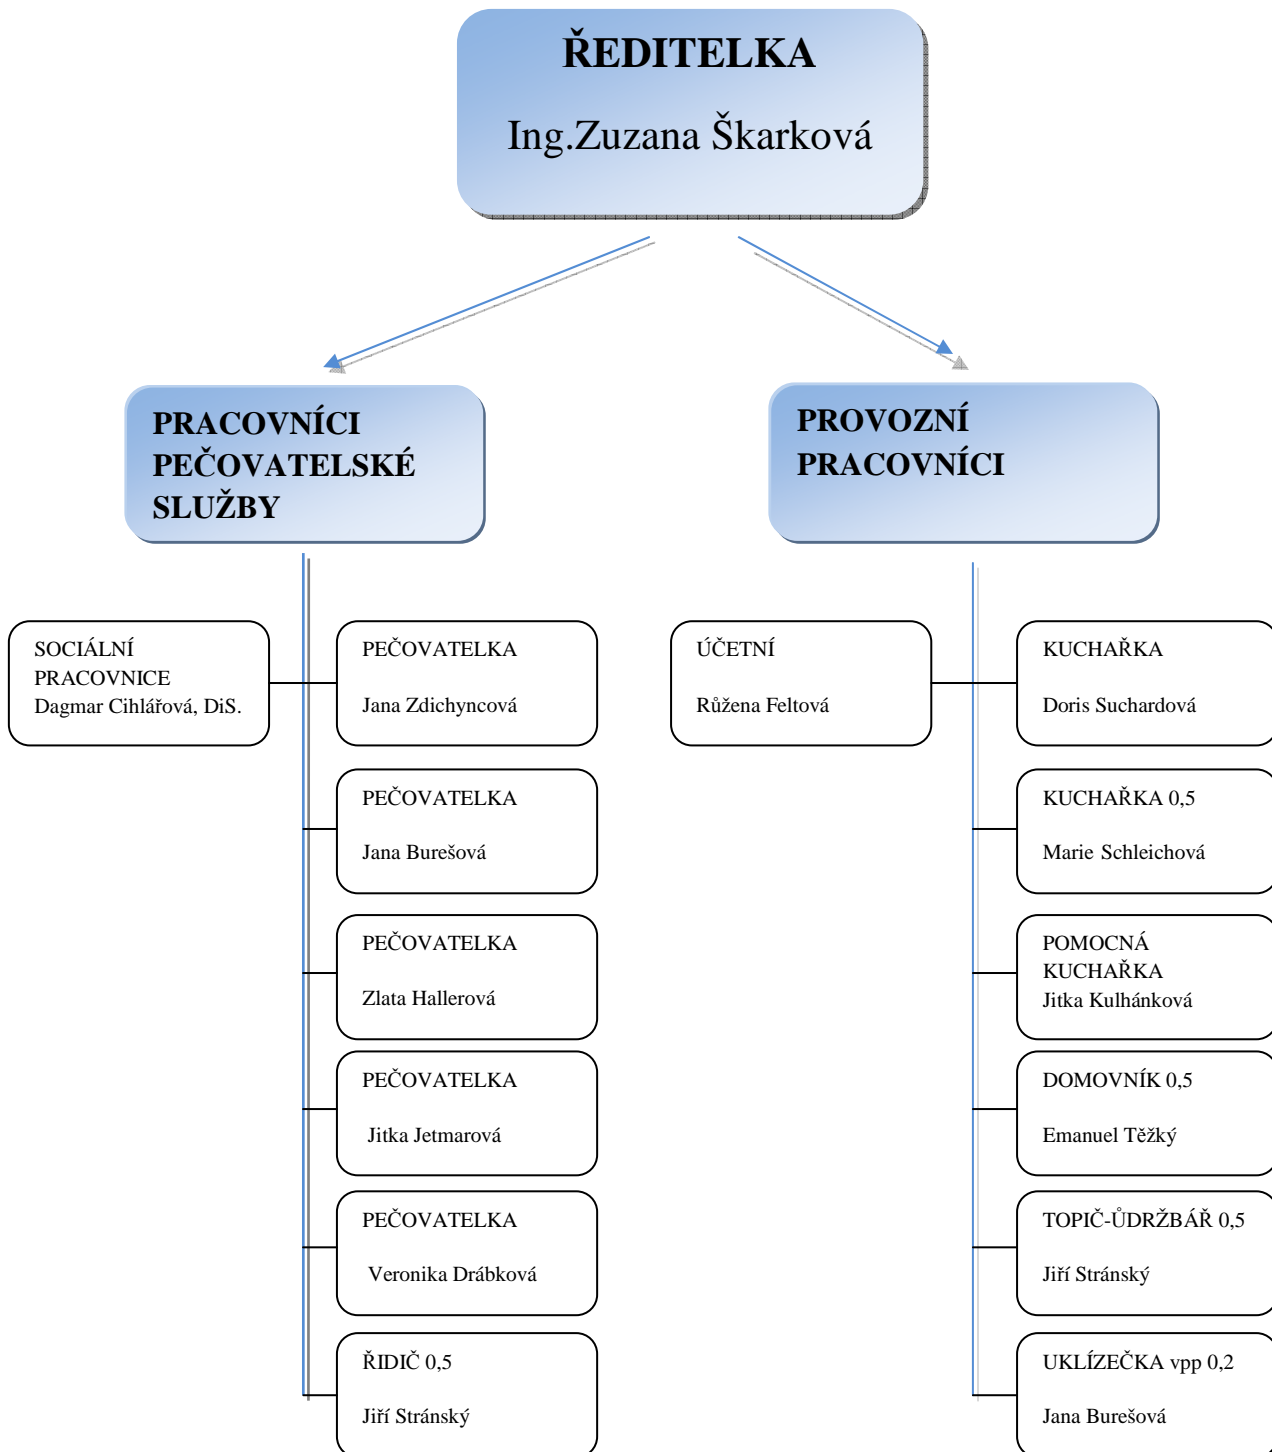 ŘEDITELKA
Ing.Zuzana Škarková
PRACOVNÍCI
PEČOVATELSKÉ
SLUŽBY
PROVOZNÍ
PRACOVNÍCI
SOCIÁLNÍ
PRACOVNICE
Dagmar Cihlářová, DiS.
PEČOVATELKA
Jana Zdichyncová
PEČOVATELKA
Jana Burešová
PEČOVATELKA
Zlata Hallerová
PEČOVATELKA
Jitka Jetmarová
PEČOVATELKA
Veronika Drábková
ŘIDIČ 0,5
Jiří Stránský
ÚČETNÍ
Růžena Feltová
KUCHAŘKA
Doris Suchardová
KUCHAŘKA 0,5
Marie Schleichová
POMOCNÁ
KUCHAŘKA
Jitka Kulhánková
DOMOVNÍK 0,5
Emanuel Těžký
TOPIČ-ŮDRŽBÁŘ 0,5
Jiří Stránský
UKLÍZEČKA vpp 0,2
Jana Burešová